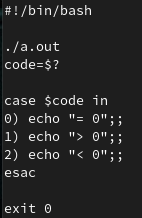 #!/bin/bash
./a.out
code=$?
case $code in
0) echo "= 0";;
1) echo "> 0";;
2) echo "< 0";;
esac
exit 0